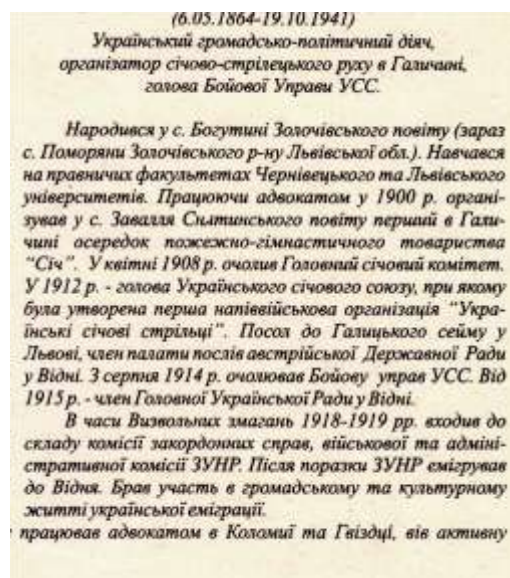 (6.05.1864-19.10.1941)
Український громадсько-політичний діяч,
організатор січово-стрілецького руху в Галичині,
голова Бойової Управи УСС.
Народився у с. Богутині Золочівського повіту (зараз
с. Поморяни Золочівського р-ну Львівської обл.). Навчався
на правничих факультетах Чернівецького та Львівського
університетів. Працюючи адвокатом у 1900 р. органі-
зував у с. Завалля Снятинського повіту перший в Гали-
чині осередок пожежно-гімнастичного товариства
“Січ”. У квітні 1908 р. очолив Головний січовий комітет.
У 1912 р. - голова Українського січового союзу, при якому
була утворена перша напіввійськова організація “Укра-
їнські січові стрільці”. Посол до Галицького сейму у
Львові, член палати послів австрійської Державної Ради
у Відні. З серпня 1914 р. очолював Бойову управ УСС. Від
1915 р. - член Головної Української Ради у Відні.
В часи Визвольних змагань 1918-1919 рр. входив до
складу комісії закордонних справ, військової та адміні-
стративної комісії ЗУНР. Після поразки ЗУНР емігрував
до Відня. Брав участь в громадському та культурному
житті української еміграції.
працював адвокатом в Коломиї та Гвіздці, вів активну